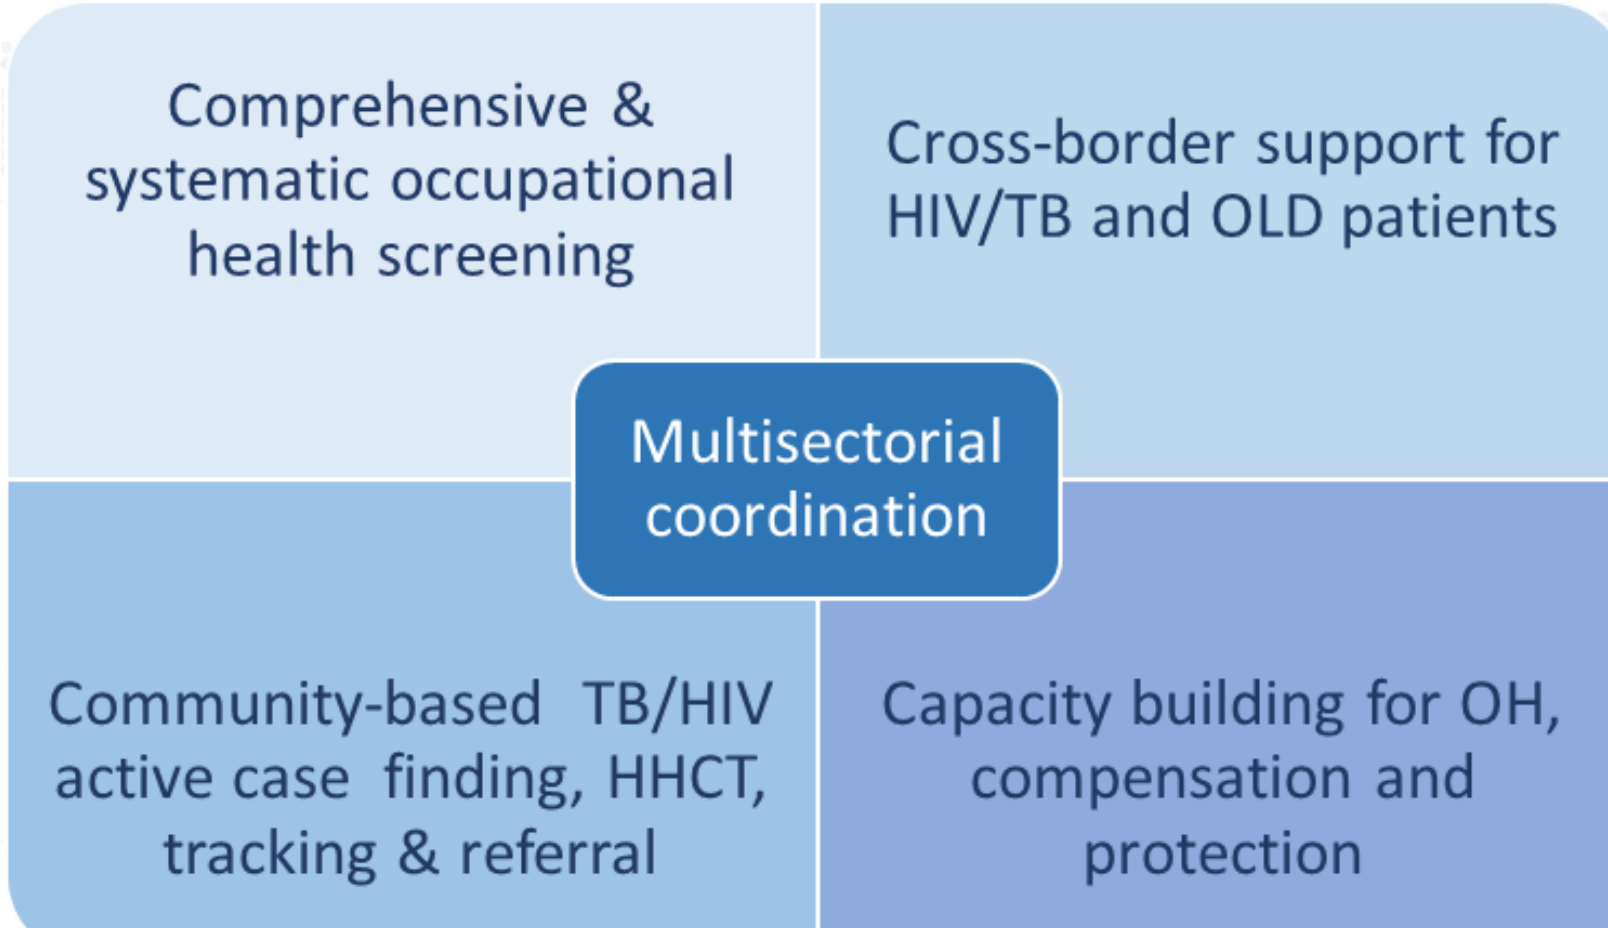 Comprehensive &
systematic occupational
health screening
Cross-border support for
HIV/TB and OLD patients
Multisectorial
coordination
Community-based TB/HIV
active case finding, HHCT,
tracking & referral
Capacity building for OH,
compensation and
protection